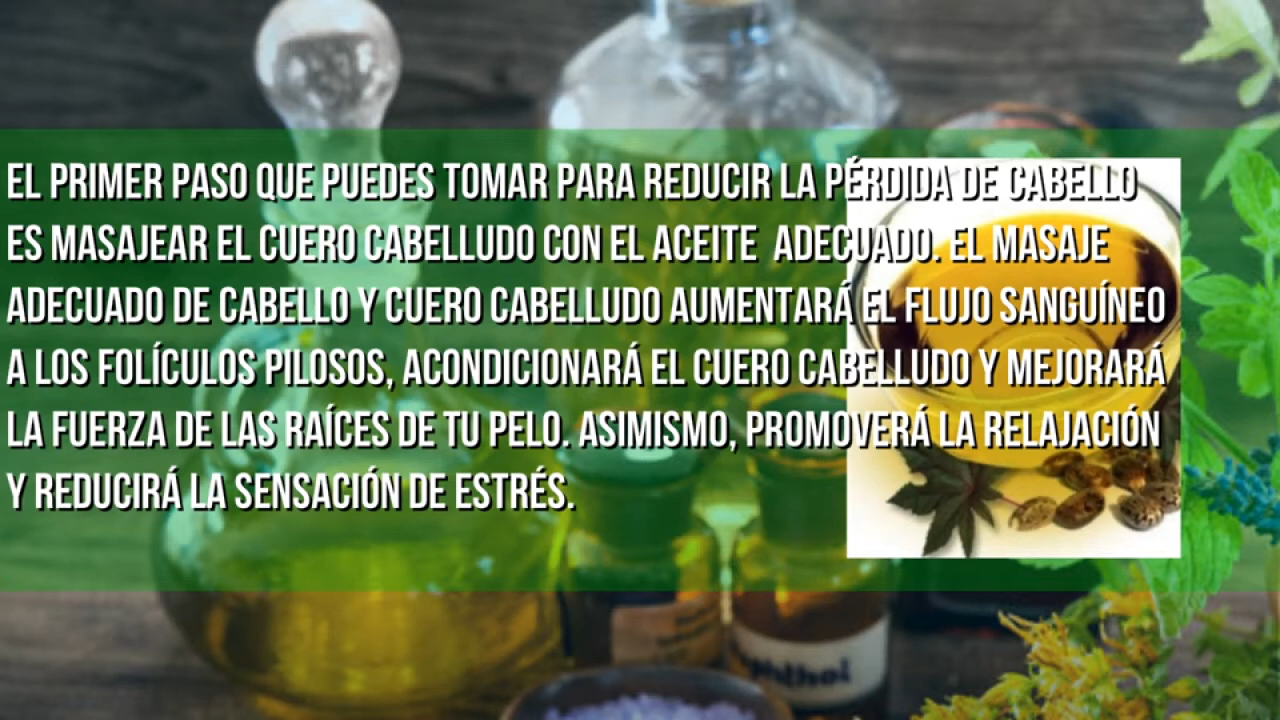 EL PRIMER PASO QUE PUEDES TOMAR PARA REDUCIR LA PÉRDIDA DE CABELLO
ES MASAJEAR EL CUERO CABELLUDO CON EL ACEITE ADECUADO. EL MASAJE
ADECUADO DE CABELLO Y CUERO CABELLUDO AUMENTARÁ EL FLUJO SANGUÍNEO
A LOS FOLÍCULOS PILOSOS, ACONDICIONARÁ EL CUERO CABELLUDO Y MEJORARÁ
LA FUERZA DE LAS RAÍCES DE TU PELO. ASIMISMO, PROMOVERÁ LA RELAJACIÓN
Y REDUCIRÁ LA SENSACIÓN DE ESTRÉS.